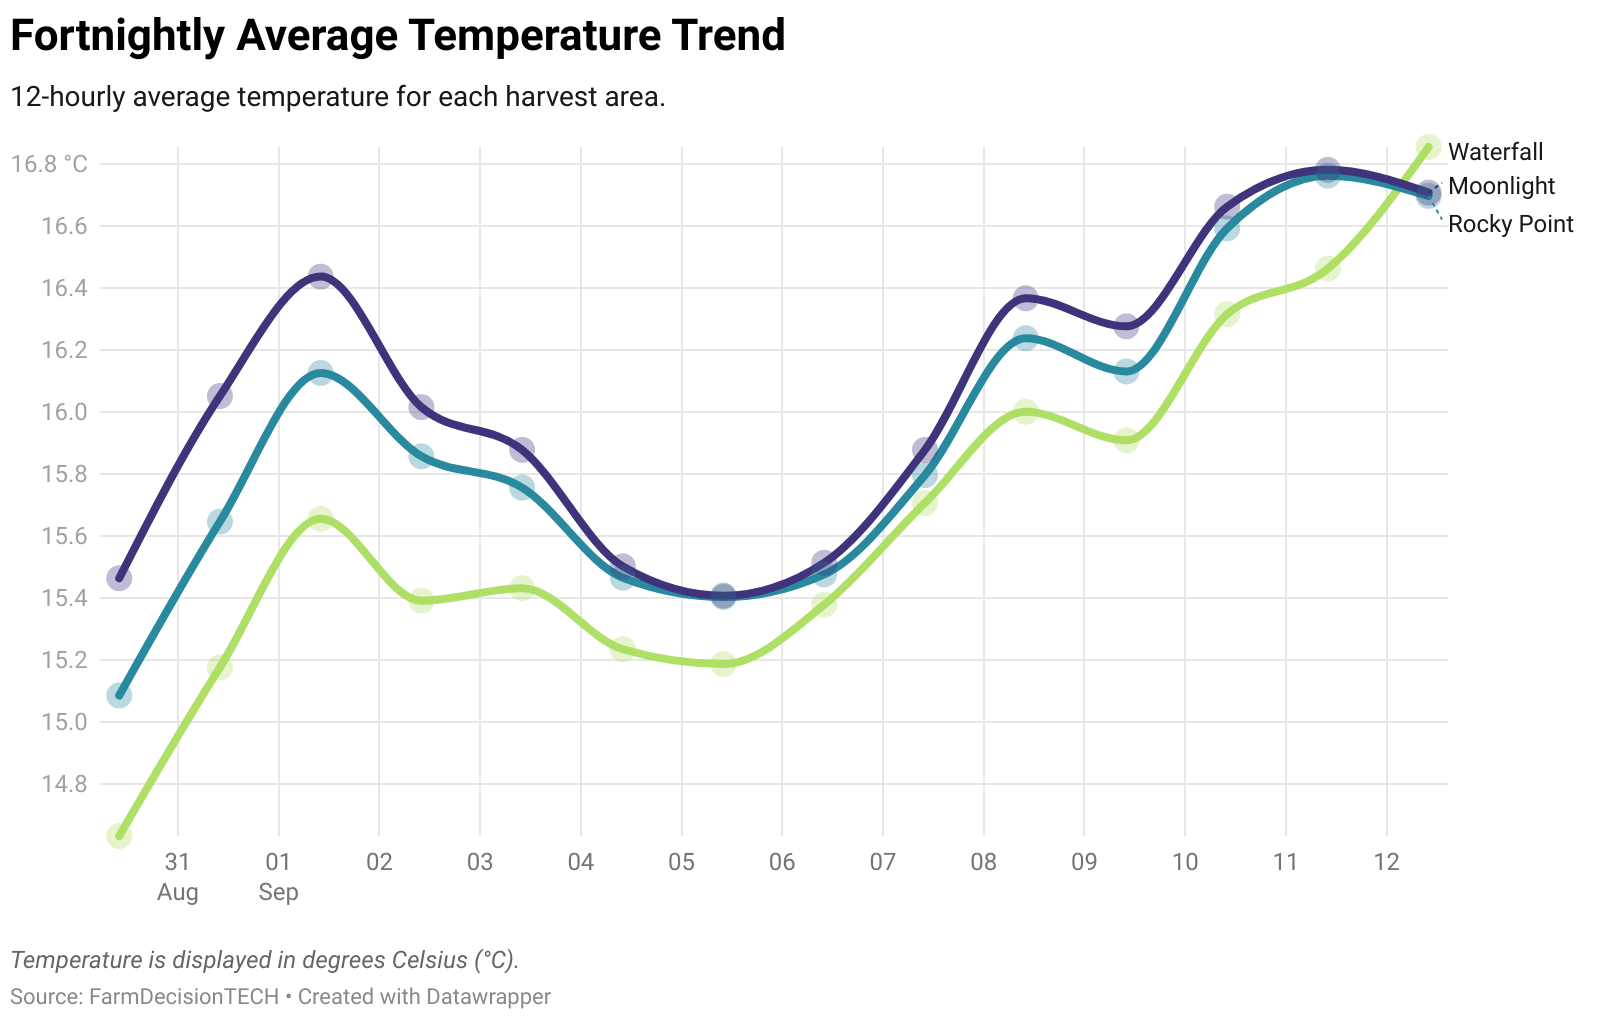 Fortnightly Average Temperature Trend
12-hourly average temperature for each harvest area.
16.8 °C
16.6
16.4
16.2
16.0
15.8
15.6
15.4
15.2
15.0
14.8
Waterfall
Moonlight
Rocky Point
31 01 02 03 04 05 06 07 08 09 10 11 12
Aug Sep
Temperature is displayed in degrees Celsius (°C).
Source: FarmDecisionTECH • Created with Datawrapper